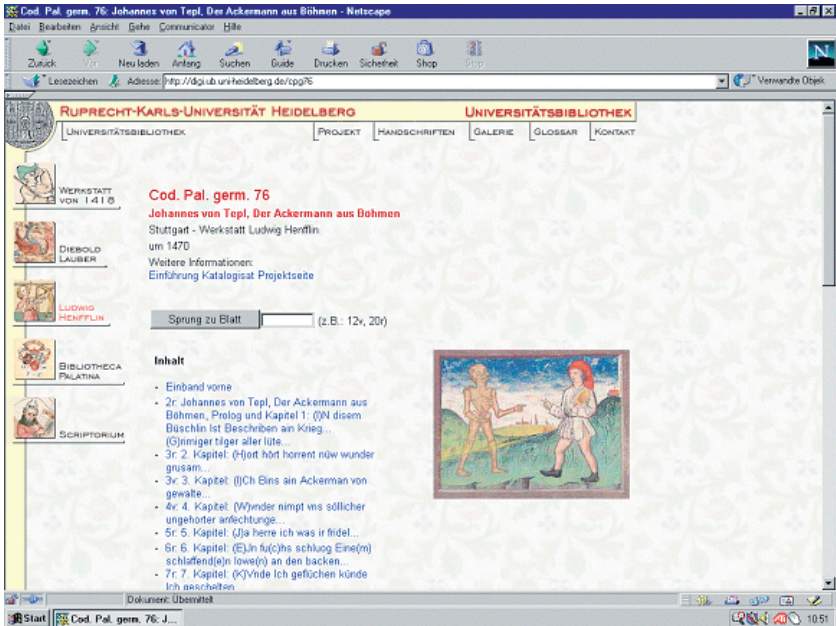 Cod. Pal. germ. 76: Johannes von Tepl, Der Ackermann aus Böhmen - Netscape
Datei Bearbeiten Ansicht Gehe Communicator Hilfe
Zurück Vor Neu laden Anfang Suchen Guide Drucken Sicherheit Shop Stop
Lesezeichen Adresse: http://digi.ub.uni-heidelberg.de/cpg76 Verwandte Objek
RUPRECHT-KARLS-UNIVERSITÄT HEIDELBERG UNIVERSITÄTSBIBLIOTHEK
UNIVERSITÄTSBIBLIOTHEK PROJEKT HANDSCHRIFTEN GALERIE GLOSSAR KONTAKT
WERKSTATT
VON 1418
DIEBOLD
LAUBER
LUDWIG
HENFFLIN
BIBLIOTHECA
PALATINA
SCRIPTORIUM
Cod. Pal. germ. 76
Johannes von Tepl, Der Ackermann aus Böhmen
Stuttgart - Werkstatt Ludwig Henfflin
um 1470
Weitere Informationen:
Einführung Katalogisat Projektseite
Sprung zu Blatt (z.B.: 12v, 20r)
Inhalt
- Einband vorne
- 2r: Johannes von Tepl, Der Ackermann aus
Böhmen, Prolog und Kapitel 1: (I)N disem
Büschlin Ist Beschriben ain Krieg...
(G)rimiger tilger aller lüte...
- 3r: 2. Kapitel: (H)ort hört horrent nüw wunder
grusam...
- 3v: 3. Kapitel: (I)Ch Bins ain Ackerman von
gewalte...
- 4v: 4. Kapitel: (W)vnder nimpt vns söllicher
ungehorter anfechtunge...
- 5r: 5. Kapitel: (J)a herre ich was ir fridel...
- 6r: 6. Kapitel: (E)Jn fu(c)hs schluog Eine(m)
schlaffend(e)n lowe(n) an den backen...
- 7r: 7. Kapitel: (K)Vnde Ich geflüchen künde
Ich gescheiten
Dokument: Übermittelt
Start Cod. Pal. germ. 76: J... 10:51